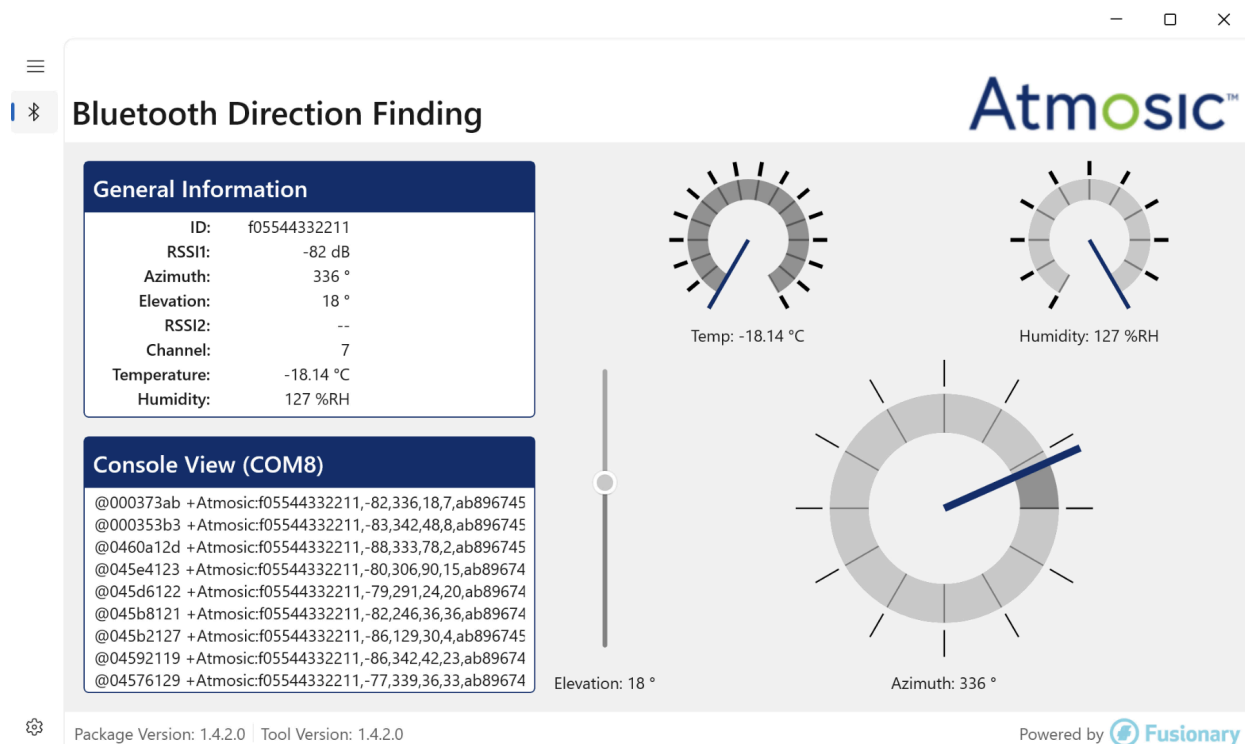 Bluetooth Direction Finding
Atmosic™
General Information
ID: f05544332211
RSSI1: -82 dB
Azimuth: 336 °
Elevation: 18 °
RSSI2: --
Channel: 7
Temperature: -18.14 °C
Humidity: 127 %RH
Console View (COM8)
@000373ab +Atmosic:f05544332211,-82,336,18,7,ab896745
@000353b3 +Atmosic:f05544332211,-83,342,48,8,ab896745
@0460a12d +Atmosic:f05544332211,-88,333,78,2,ab896745
@045e4123 +Atmosic:f05544332211,-80,306,90,15,ab89674
@045d6122 +Atmosic:f05544332211,-79,291,24,20,ab89674
@045b8121 +Atmosic:f05544332211,-82,246,36,36,ab89674
@045b2127 +Atmosic:f05544332211,-86,129,30,4,ab896745
@04592119 +Atmosic:f05544332211,-86,342,42,23,ab89674
@04576129 +Atmosic:f05544332211,-77,339,36,33,ab89674
Temp: -18.14 °C
Humidity: 127 %RH
Elevation: 18 °
Azimuth: 336 °
Package Version: 1.4.2.0 Tool Version: 1.4.2.0
Powered by Fusionary